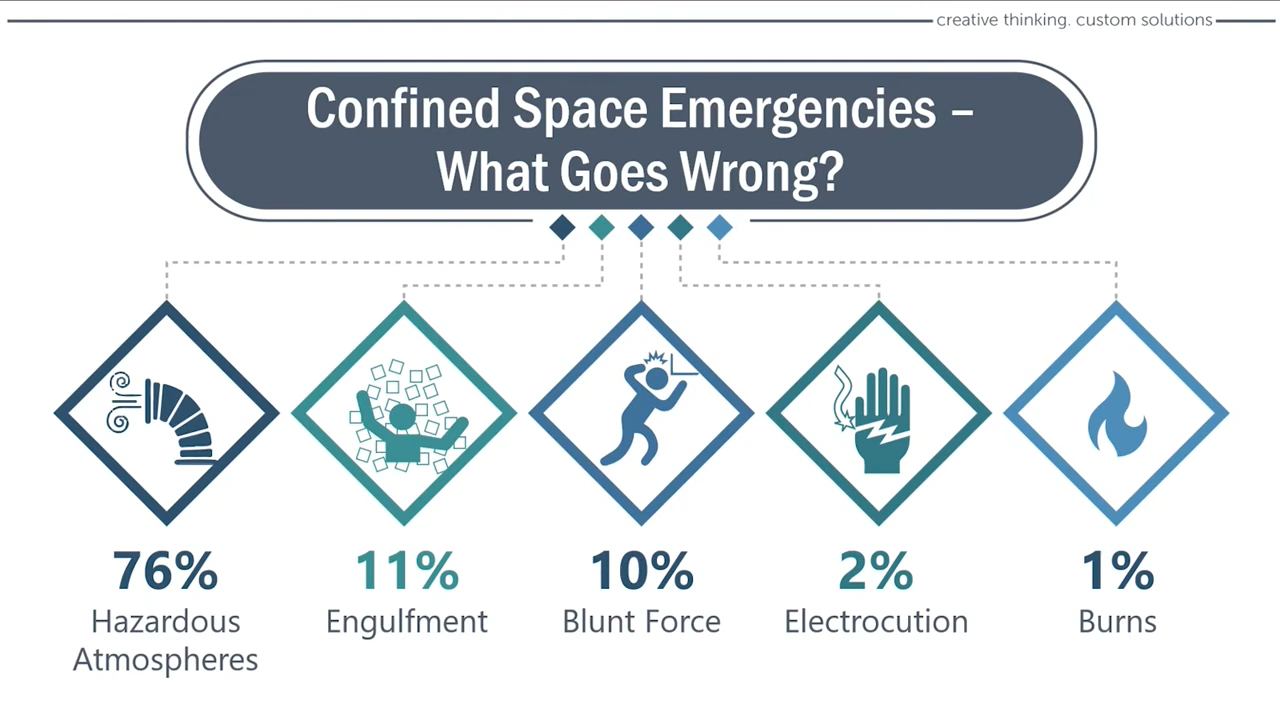 creative thinking. custom solutions
Confined Space Emergencies –
What Goes Wrong?
76%
Hazardous
Atmospheres
11%
Engulfment
10%
Blunt Force
2%
Electrocution
1%
Burns